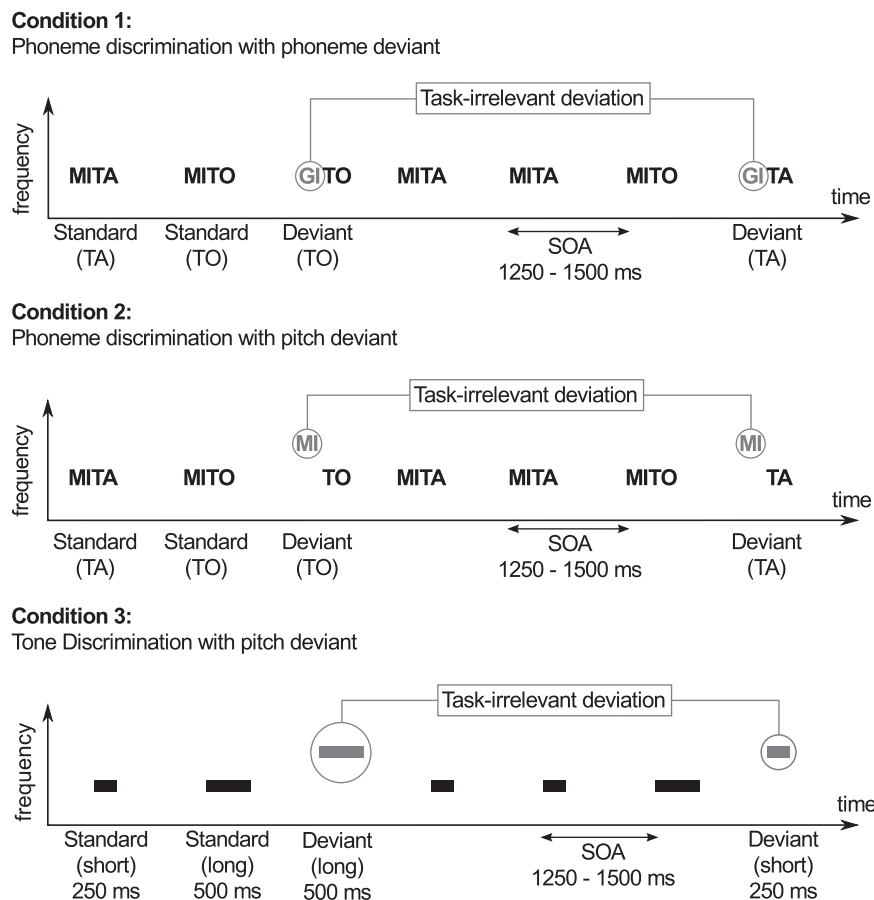 Condition 1:
Phoneme discrimination with phoneme deviant
Task-irrelevant deviation
frequency
MITA MITO GITO MITA MITA MITO GITA
time
Standard Standard Deviant SOA Deviant
(TA) (TO) (TO) 1250 - 1500 ms (TA)
Condition 2:
Phoneme discrimination with pitch deviant
Task-irrelevant deviation
frequency
MI MI
MITA MITO TO MITA MITA MITO TA
time
Standard Standard Deviant SOA Deviant
(TA) (TO) (TO) 1250 - 1500 ms (TA)
Condition 3:
Tone Discrimination with pitch deviant
Task-irrelevant deviation
frequency
time
Standard Standard Deviant SOA Deviant
(short) (long) (long) 1250 - 1500 ms (short)
250 ms 500 ms 500 ms 250 ms